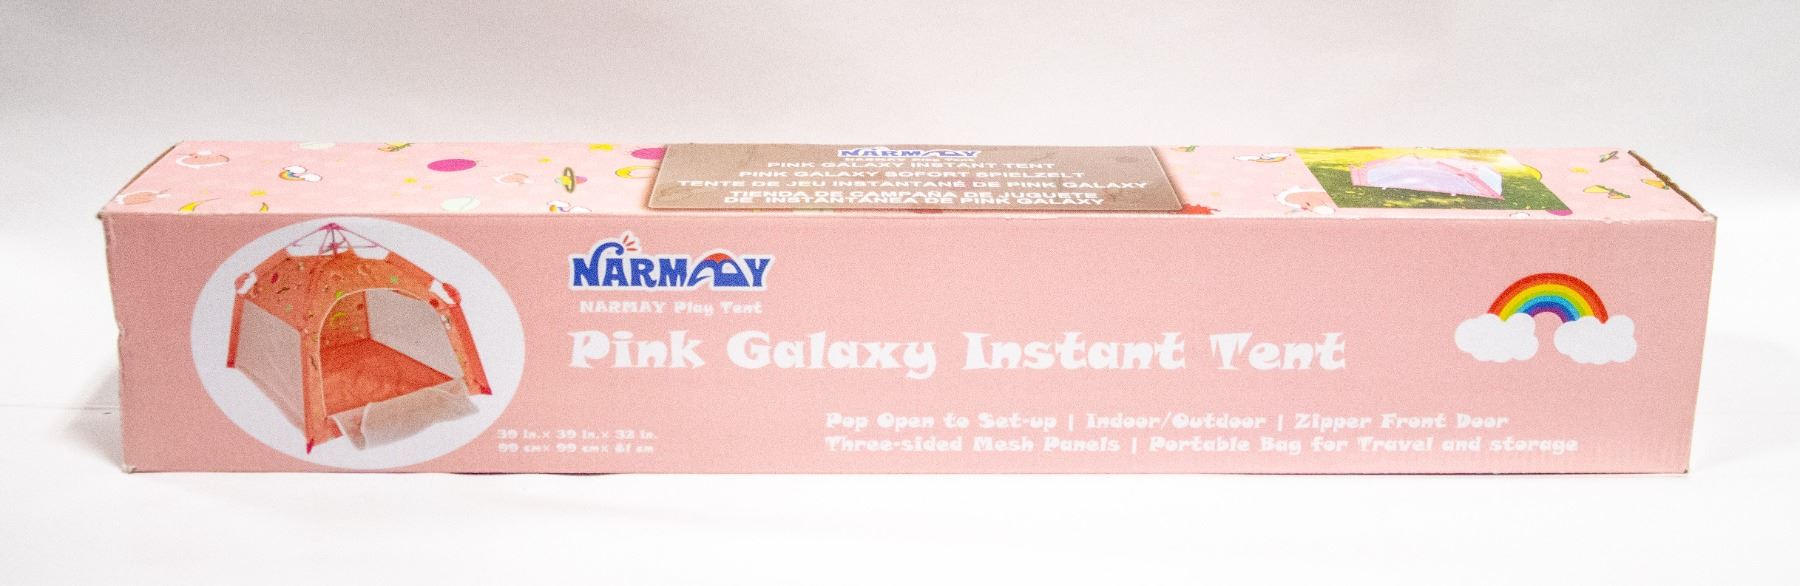 NARMAY
NARMAY Play Tent
PINK GALAXY INSTANT TENT
PINK GALAXY SOFORT SPIELZELT
TENTE DE JEU INSTANTANÉ DE PINK GALAXY
TIENDA DE CAMPAÑA DE JUGUETE
DE INSTANTÁNEA DE PINK GALAXY
NARMAY
NARMAY Play Tent
Pink Galaxy Instant Tent
39 in.× 39 in.× 32 in.
99 cm× 99 cm× 81 cm
Pop Open to Set-up | Indoor/Outdoor | Zipper Front Door
Three-sided Mesh Panels | Portable Bag for Travel and storage